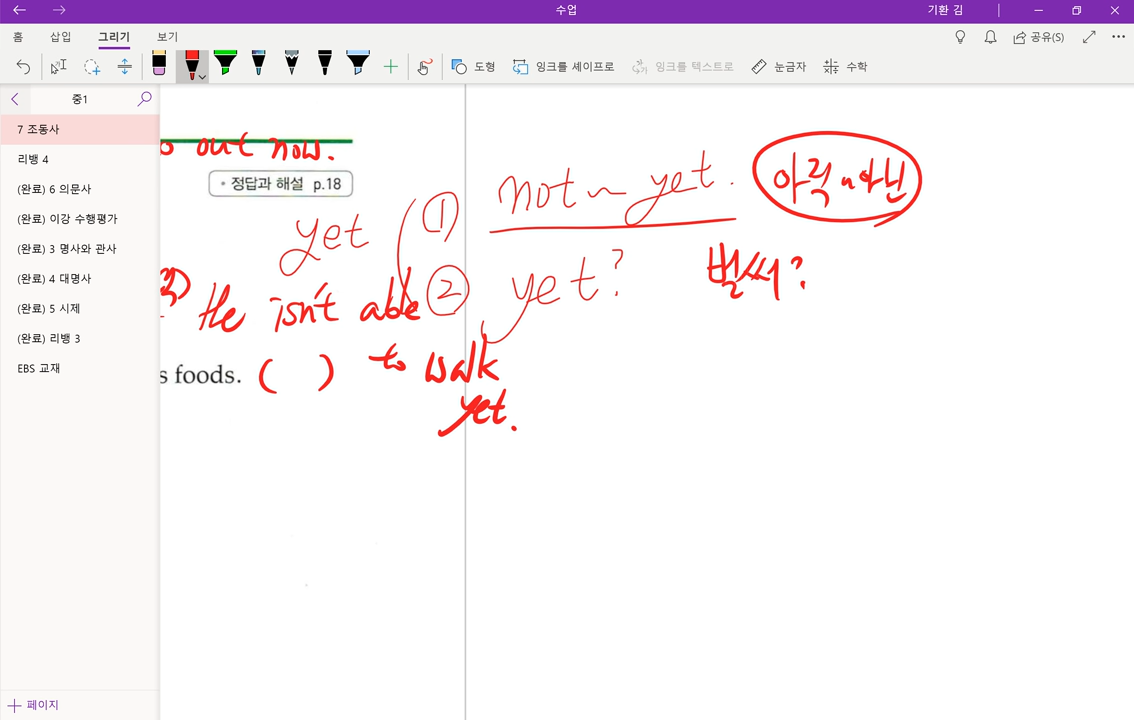 수업
기환 김
홈 삽입 그리기 보기
공유(S)
도형 잉크를 셰이프로 잉크를 텍스트로 눈금자 수학
중1
7 조동사
리뱅 4
(완료) 6 의문사
(완료) 이강 수행평가
(완료) 3 명사와 관사
(완료) 4 대명사
(완료) 5 시제
(완료) 리뱅 3
EBS 교재
페이지
out now.
• 정답과 해설 p.18
yet
① not ~ yet. 아직 ~ 아닌
② yet? 벌써?
He isn't able
to walk
yet.
s foods. ( )